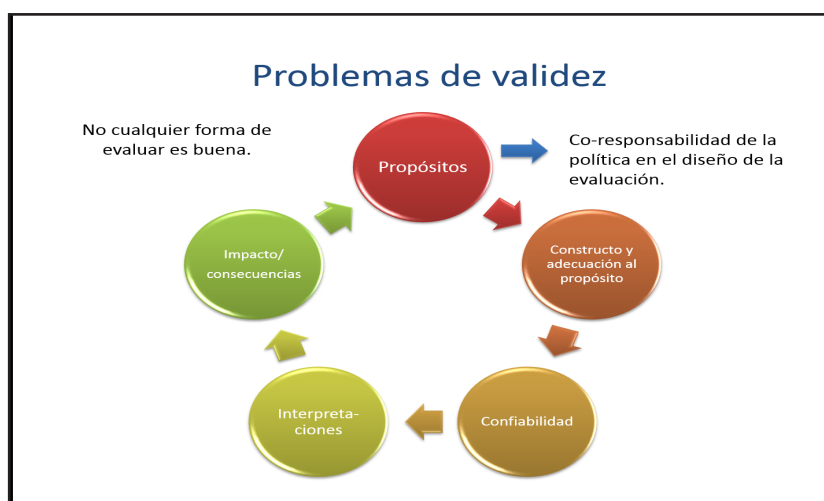 Problemas de validez
No cualquier forma de
evaluar es buena.
Propósitos
Co-responsabilidad de la
política en el diseño de la
evaluación.
Impacto/
consecuencias
Constructo y
adecuación al
propósito
Interpreta-
ciones
Confiabilidad